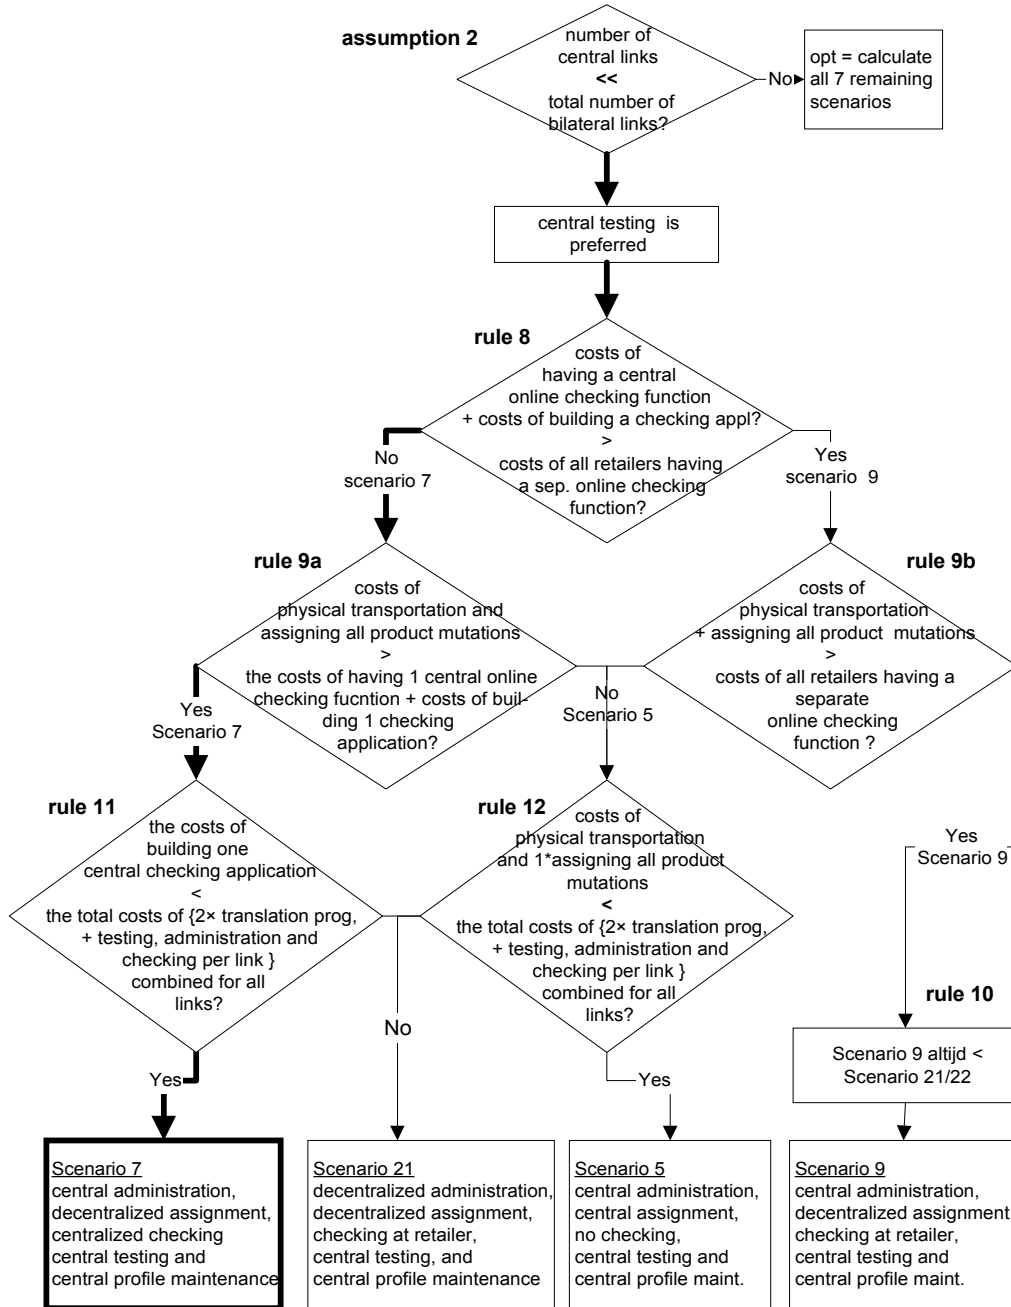 assumption 2
number of
central links
<<
total number of
bilateral links?
No
opt = calculate
all 7 remaining
scenarios
central testing is
preferred
rule 8
costs of
having a central
online checking function
+ costs of building a checking appl?
>
costs of all retailers having
a sep. online checking
function?
No
scenario 7
Yes
scenario 9
rule 9a
costs of
physical transportation and
assigning all product mutations
>
the costs of having 1 central online
checking fucntion + costs of buil-
ding 1 checking
application?
rule 9b
costs of
physical transportation
+ assigning all product mutations
>
costs of all retailers having a
separate
online checking
function ?
Yes
Scenario 7
No
Scenario 5
rule 11
the costs of
building one
central checking application
<
the total costs of {2× translation prog,
+ testing, administration and
checking per link }
combined for all
links?
rule 12
costs of
physical transportation
and 1*assigning all product
mutations
<
the total costs of {2× translation prog,
+ testing, administration and
checking per link }
combined for all
links?
Yes
Scenario 9
rule 10
Scenario 9 altijd <
Scenario 21/22
Yes
No
Yes
Scenario 7
central administration,
decentralized assignment,
centralized checking
central testing and
central profile maintenance
Scenario 21
decentralized administration,
decentralized assignment,
checking at retailer,
central testing, and
central profile maintenance
Scenario 5
central administration,
central assignment,
no checking,
central testing and
central profile maint.
Scenario 9
central administration,
decentralized assignment
checking at retailer,
central testing and
central profile maint.